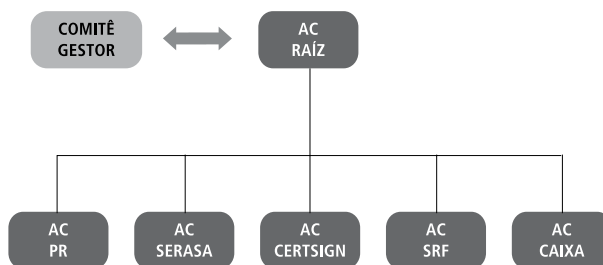 COMITÊ
GESTOR
AC
RAÍZ
AC
PR
AC
SERASA
AC
CERTSIGN
AC
SRF
AC
CAIXA